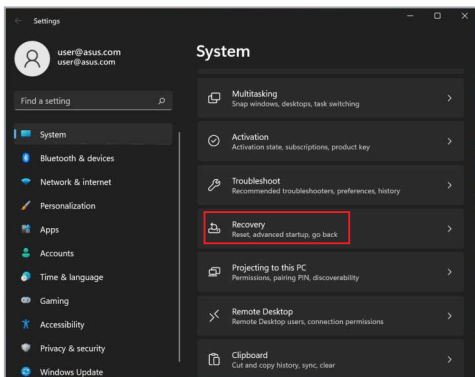 Settings
user@asus.com
user@asus.com
Find a setting
System
Bluetooth & devices
Network & internet
Personalization
Apps
Accounts
Time & language
Gaming
Accessibility
Privacy & security
Windows Update
System
Multitasking
Snap windows, desktops, task switching
Activation
Activation state, subscriptions, product key
Troubleshoot
Recommended troubleshooters, preferences, history
Recovery
Reset, advanced startup, go back
Projecting to this PC
Permissions, pairing PIN, discoverability
Remote Desktop
Remote Desktop users, connection permissions
Clipboard
Cut and copy history, sync, clear